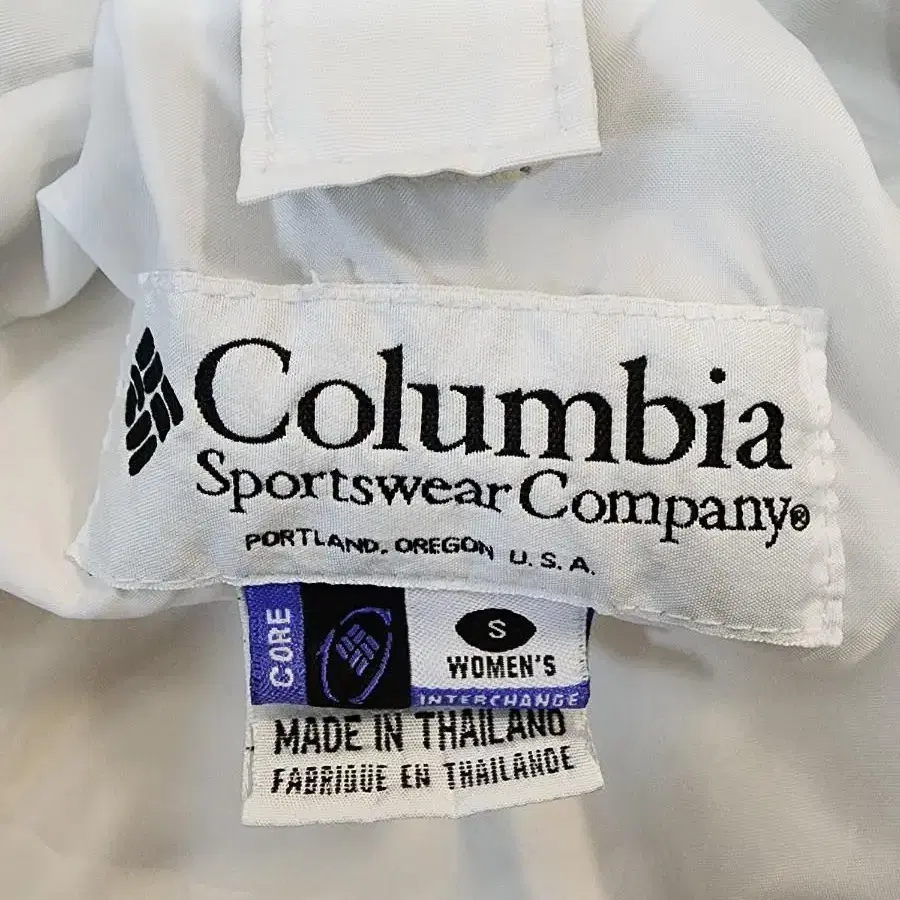 Columbia
Sportswear Company®
PORTLAND, OREGON U.S.A.
CORE
S
WOMEN'S
INTERCHANGE
MADE IN THAILAND
FABRIQUE EN THAILANDE